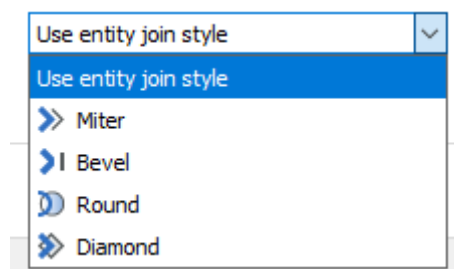 Use entity join style
Use entity join style
Miter
Bevel
Round
Diamond